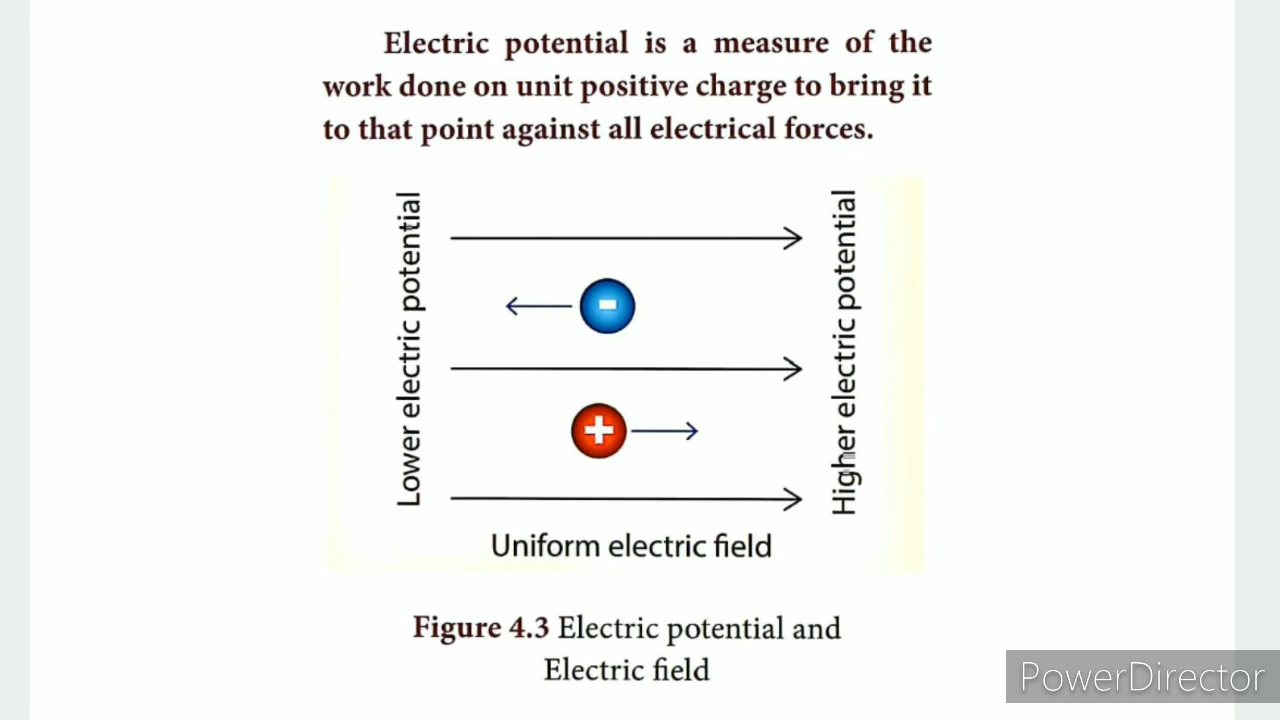 Electric potential is a measure of the
work done on unit positive charge to bring it
to that point against all electrical forces.
Lower electric potential
Higher electric potential
Uniform electric field
Figure 4.3 Electric potential and
Electric field
PowerDirector